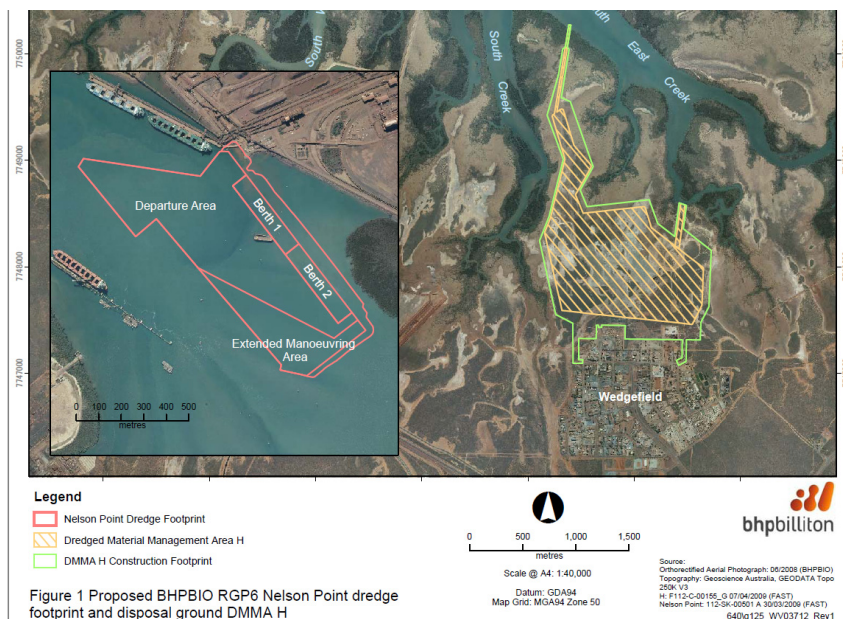 7750000
7749000
7748000
7747000
South
South
Creek
South
East
Creek
Departure Area
Berth 1
Berth 2
Extended Manoeuvring
Area
0 100 200 300 400 500
metres
Wedgefield
Legend
Nelson Point Dredge Footprint
Dredged Material Management Area H
DMMA H Construction Footprint
0 500 1,000 1,500
metres
Scale @ A4: 1:40,000
Datum: GDA94
Map Grid: MGA94 Zone 50
bhpbilliton
Source:
Orthorectified Aerial Photograph: 06/2008 (BHPBIO)
Topography: Geoscience Australia, GEODATA Topo
250K V3
H: F112-C-00155_G 07/04/2009 (FAST)
Nelson Point: 112-SK-00501 A 30/03/2009 (FAST)
640\g125_WV03712_Rev1
Figure 1 Proposed BHPBIO RGP6 Nelson Point dredge
footprint and disposal ground DMMA H